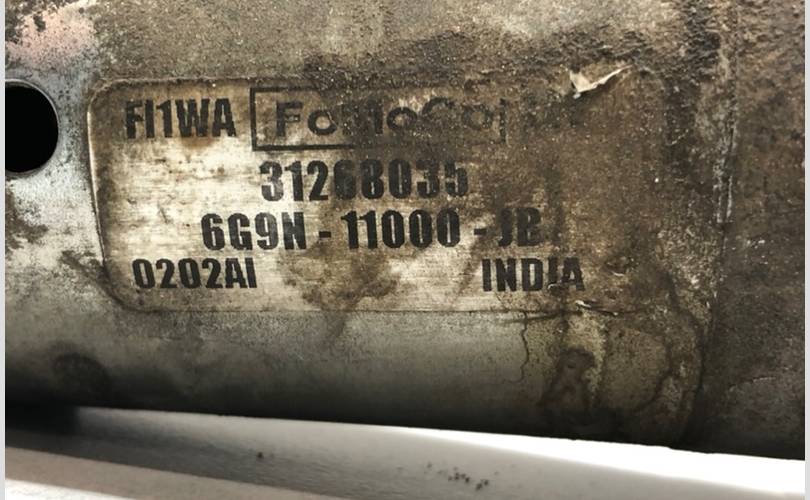 FI1WA FoMoCo
31268035
6G9N - 11000 - JB
0202AI INDIA